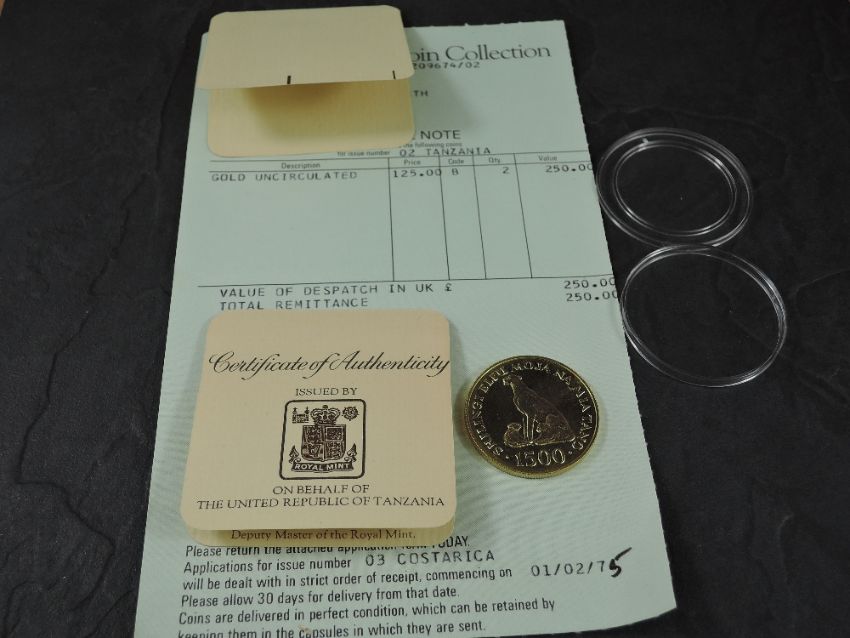 oin Collection
209674/02
TH
NOTE
the following coins
for issue number 02 TANZANIA
Description Price Code Qty. Value
GOLD UNCIRCULATED 125.00 B 2 250.00
VALUE OF DESPATCH IN UK £ 250.00
TOTAL REMITTANCE 250.00
Certificate of Authenticity
ISSUED BY
ROYAL MINT
ON BEHALF OF
THE UNITED REPUBLIC OF TANZANIA
Deputy Master of the Royal Mint.
SHILINGI ELFU MOJA NA MIA TANO
· 1500 ·
Please return the attached application form TODAY.
Applications for issue number 03 COSTARICA
will be dealt with in strict order of receipt, commencing on 01/02/75
Please allow 30 days for delivery from that date.
Coins are delivered in perfect condition, which can be retained by
keeping them in the capsules in which they are sent.